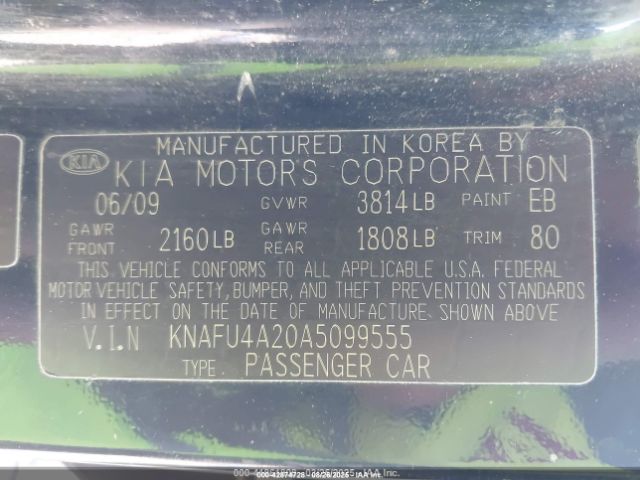 MANUFACTURED IN KOREA BY
KIA KIA MOTORS CORPORATION
06/09 GVWR 3814LB PAINT EB
GAWR FRONT 2160LB GAWR REAR 1808LB TRIM 80
THIS VEHICLE CONFORMS TO ALL APPLICABLE U.S.A. FEDERAL
MOTOR VEHICLE SAFETY, BUMPER, AND THEFT PREVENTION STANDARDS
IN EFFECT ON THE DATE OF MANUFACTURE SHOWN ABOVE
V.I.N KNAFU4A20A5099555
TYPE: PASSENGER CAR